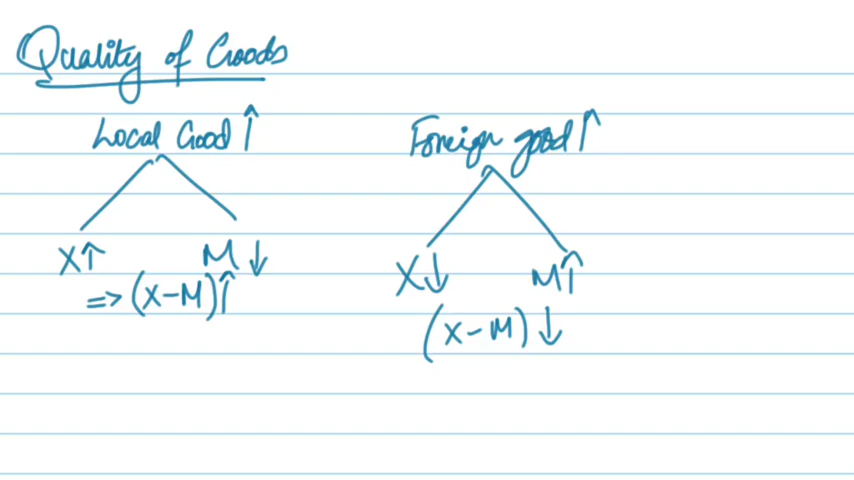 Quality of Goods
Local Good ↑
X↑ M ↓
=> (X-M)↑
Foreign good ↑
X↓ M↑
(X-M) ↓